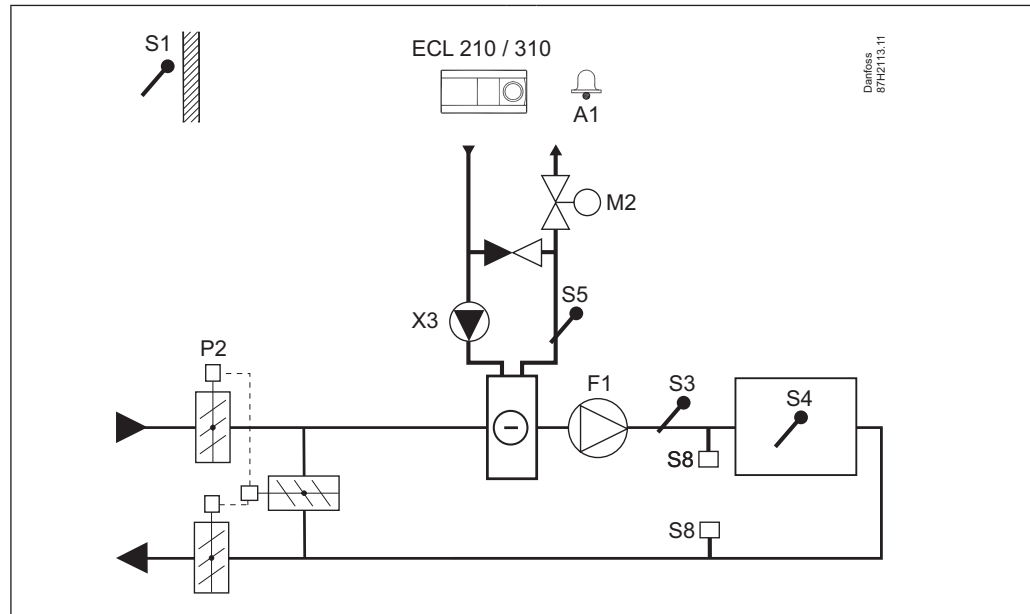 S1
ECL 210 / 310
A1
Danfoss
87H2113.11
M2
S5
X3
P2
F1
S3
S4
S8
S8